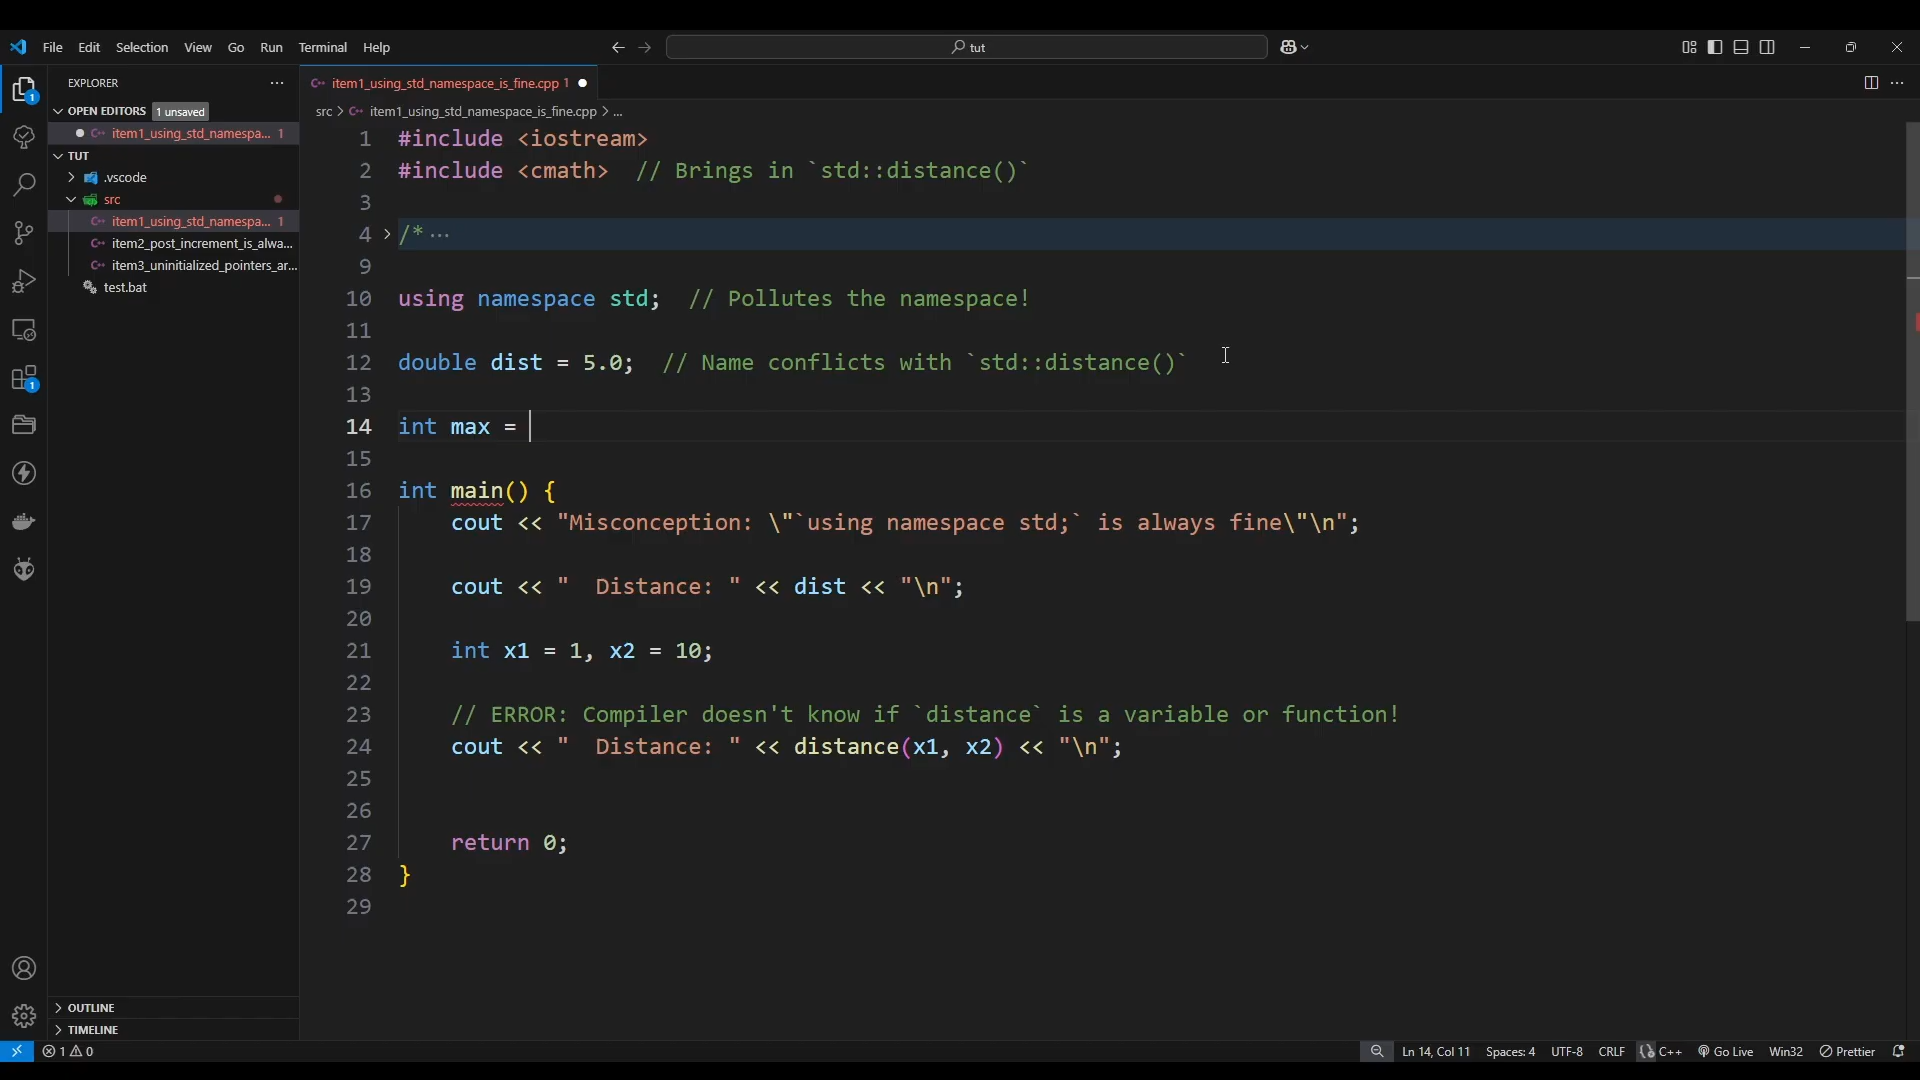 File Edit Selection View Go Run Terminal Help
tut
EXPLORER
item1_using_std_namespace_is_fine.cpp 1
OPEN EDITORS 1 unsaved
src > item1_using_std_namespace_is_fine.cpp > ...
item1_using_std_namespa... 1
TUT
.vscode
src
item1_using_std_namespa... 1
item2_post_increment_is_alwa...
item3_uninitialized_pointers_ar...
test.bat
OUTLINE
TIMELINE
1 #include <iostream>
2 #include <cmath> // Brings in `std::distance()`
3
4 /* ...
9
10 using namespace std; // Pollutes the namespace!
11
12 double dist = 5.0; // Name conflicts with `std::distance()`
13
14 int max =
15
16 int main() {
17 cout << "Misconception: \"`using namespace std;` is always fine\"\n";
18
19 cout << "  Distance: " << dist << "\n";
20
21 int x1 = 1, x2 = 10;
22
23 // ERROR: Compiler doesn't know if `distance` is a variable or function!
24 cout << "  Distance: " << distance(x1, x2) << "\n";
25
26
27 return 0;
28 }
29
1 0 Ln 14, Col 11 Spaces: 4 UTF-8 CRLF {} C++ Go Live Win32 Prettier